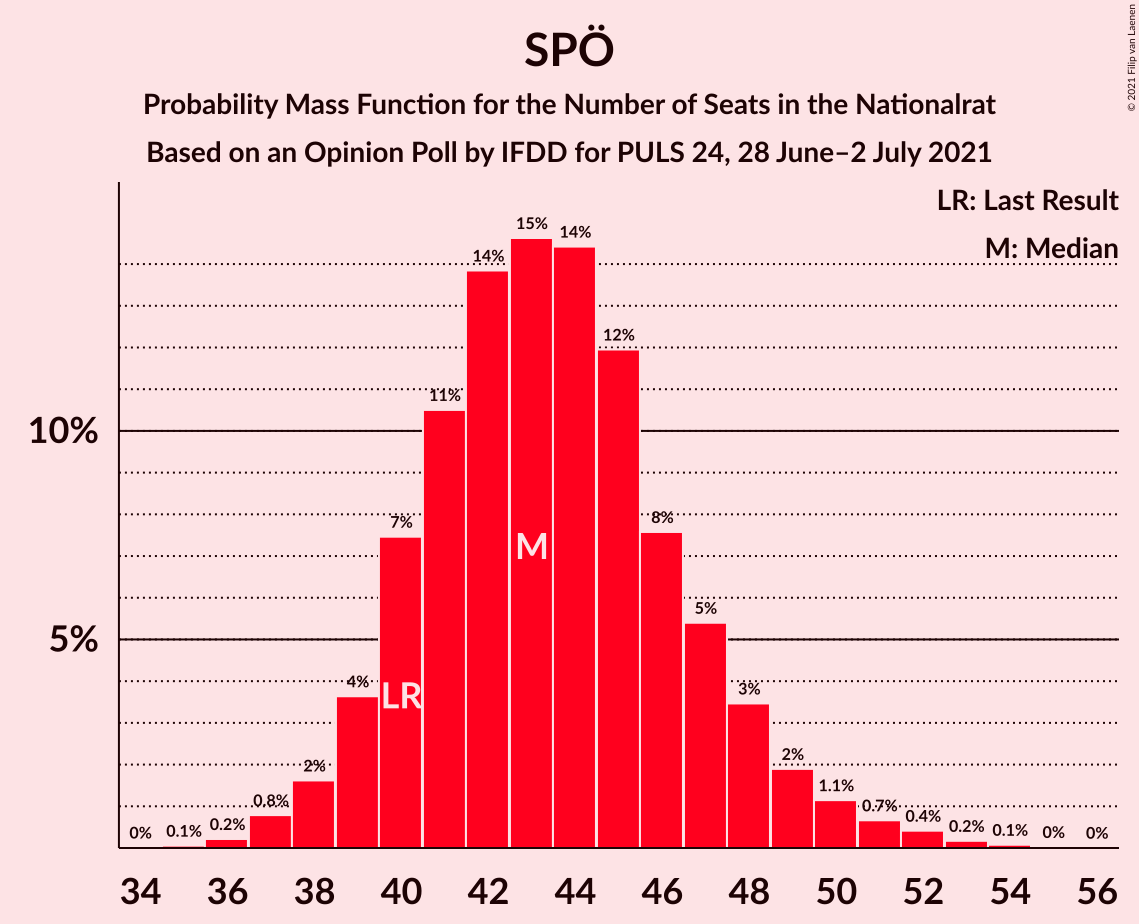 SPÖ
Probability Mass Function for the Number of Seats in the Nationalrat
Based on an Opinion Poll by IFDD for PULS 24, 28 June–2 July 2021
© 2021 Filip van Laenen
LR: Last Result
M: Median
15%
14%
14%
12%
11%
10%
8%
7%
M
5%
5%
4%
LR
3%
2%
2%
1.1%
0.8%
0.7%
0.4%
0.2%
0.2%
0.1%
0.1%
0%
0%
0%
34 36 38 40 42 44 46 48 50 52 54 56